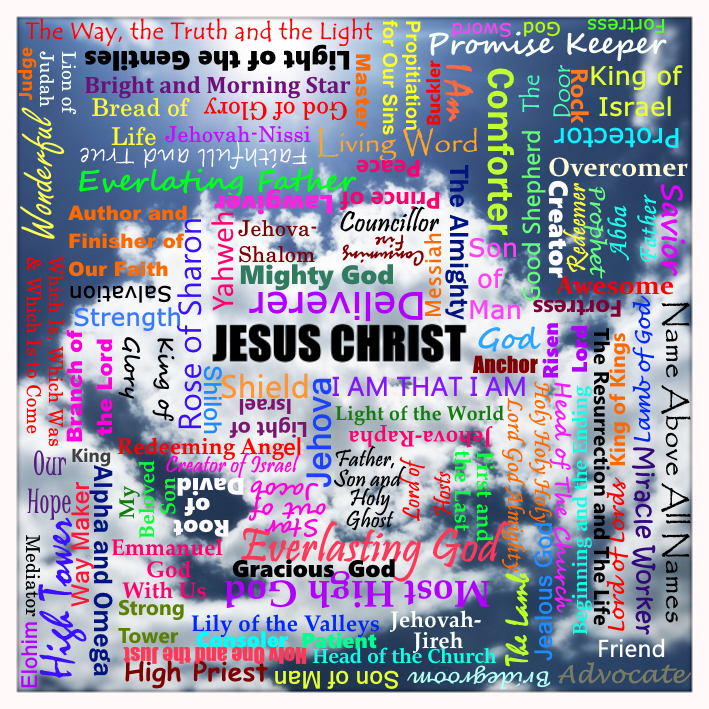 The Way, the Truth and the Light
Sword
God
Fortress
Judge
Lion of
Judah
Light of the Gentiles
Master
Propitiation
for Our Sins
Buckler
Promise Keeper
I Am
Bright and Morning Star
Bread of
Life
God of Glory
Jehovah-Nissi
Living Word
Comforter
The
Good Shepherd
Door
Rock
King of
Israel
Protector
Wonderful
Faithfull and True
Everlating Father
Peace
Prince of
Lawgiver
Overcomer
Author and
Finisher of
Our Faith
Salvation
Strength
Rose of Sharon
Yahweh
Jehova-
Shalom
Councillor
Consuming
Fire
Messiah
The Almighty
Mighty God
Deliverer
Son
of
Man
Creator
Redeemer
Prophet
Abba
Father
Savior
Awesome
Fortress
Which Is, Which Was
& Which Is to Come
Branch of
the Lord
King of
Glory
Shiloh
JESUS CHRIST
God
Anchor
Risen
Lord
Shield
Light of
Israel
Jehova
I AM THAT I AM
Light of the World
Jehova-Rapha
Holy Holy Holy
Lord God Almighty
Head of The Church
Beginning and the Ending
The Resurrection and The Life
King of Kings
Lord of Lords
Lamb of God
Miracle Worker
Name Above All Names
Redeeming Angel
Creator of Israel
King
Our
Hope
Alpha and Omega
Way Maker
My
Beloved
Son
Root
of
David
Star
out of
Jacob
Father,
Son and
Holy
Ghost
Lord of
Hosts
First and
the Last
High Tower
Mediator
Elohim
Emmanuel
God
With Us
Everlasting God
Gracious God
Most High God
The Lamb
Jealous God
Strong
Tower
Lily of the Valleys
Consoler
Patient
Jehovah-
Jireh
Holy One and the Just
Head of the Church
High Priest
Son of Man
Bridegroom
Friend
Advocate